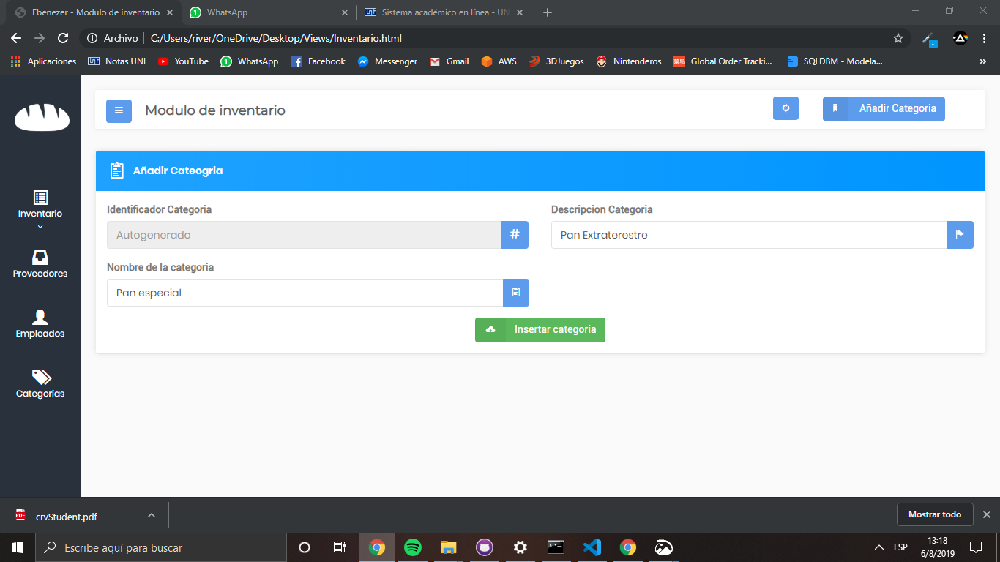 Ebenezer - Modulo de inventario
WhatsApp
Sistema académico en línea - UN
Archivo
C:/Users/river/OneDrive/Desktop/Views/Inventario.html
Aplicaciones
Notas UNI
YouTube
WhatsApp
Facebook
Messenger
Gmail
AWS
3DJuegos
Nintenderos
Global Order Tracki...
SQLDBM - Modela...
»
Modulo de inventario
Añadir Categoria
Inventario
Proveedores
Empleados
Categorias
Añadir Cateogria
Identificador Categoria
Descripcion Categoria
Autogenerado
#
Pan Extraterestre
Nombre de la categoria
Pan especial
Insertar categoria
PDF
crvStudent.pdf
Mostrar todo
Escribe aquí para buscar
ESP
13:18
6/8/2019